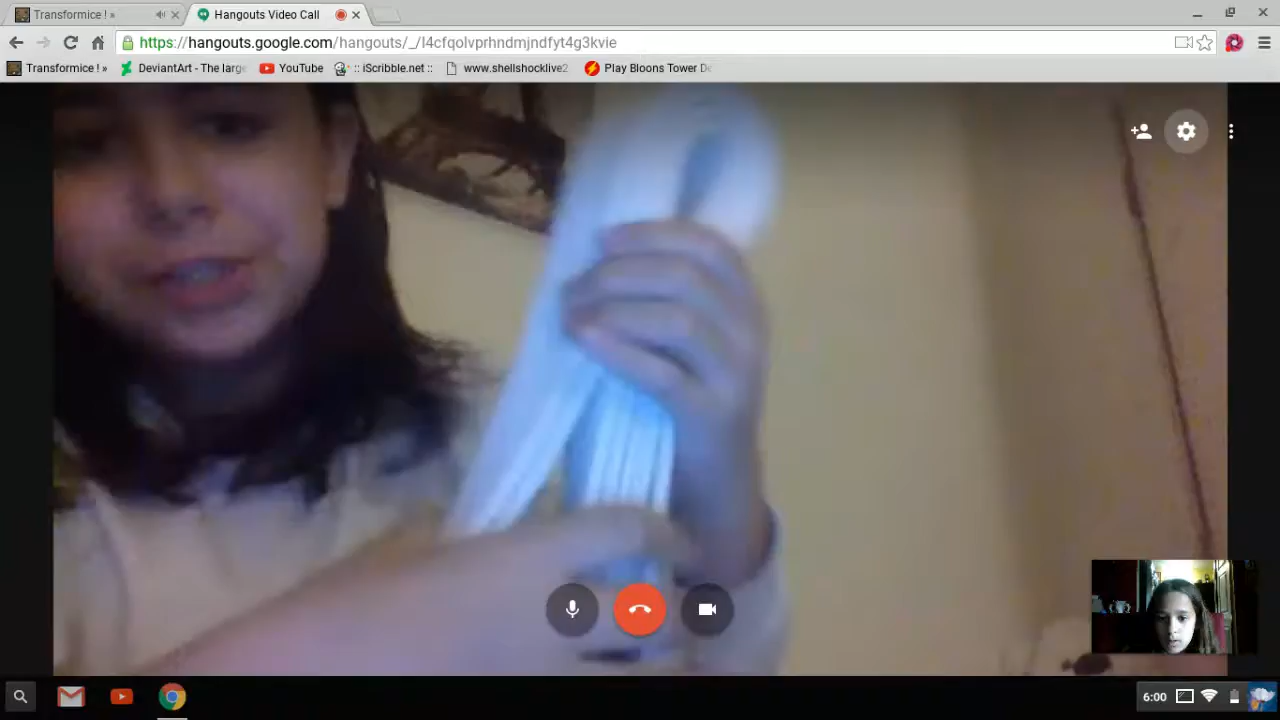 Transformice ! »
Hangouts Video Call
https://hangouts.google.com/hangouts/_/l4cfqolvprhndmjndfyt4g3kvie
Transformice ! »
DeviantArt - The larg
YouTube
:: iScribble.net ::
www.shellshocklive2
Play Bloons Tower De
6:00